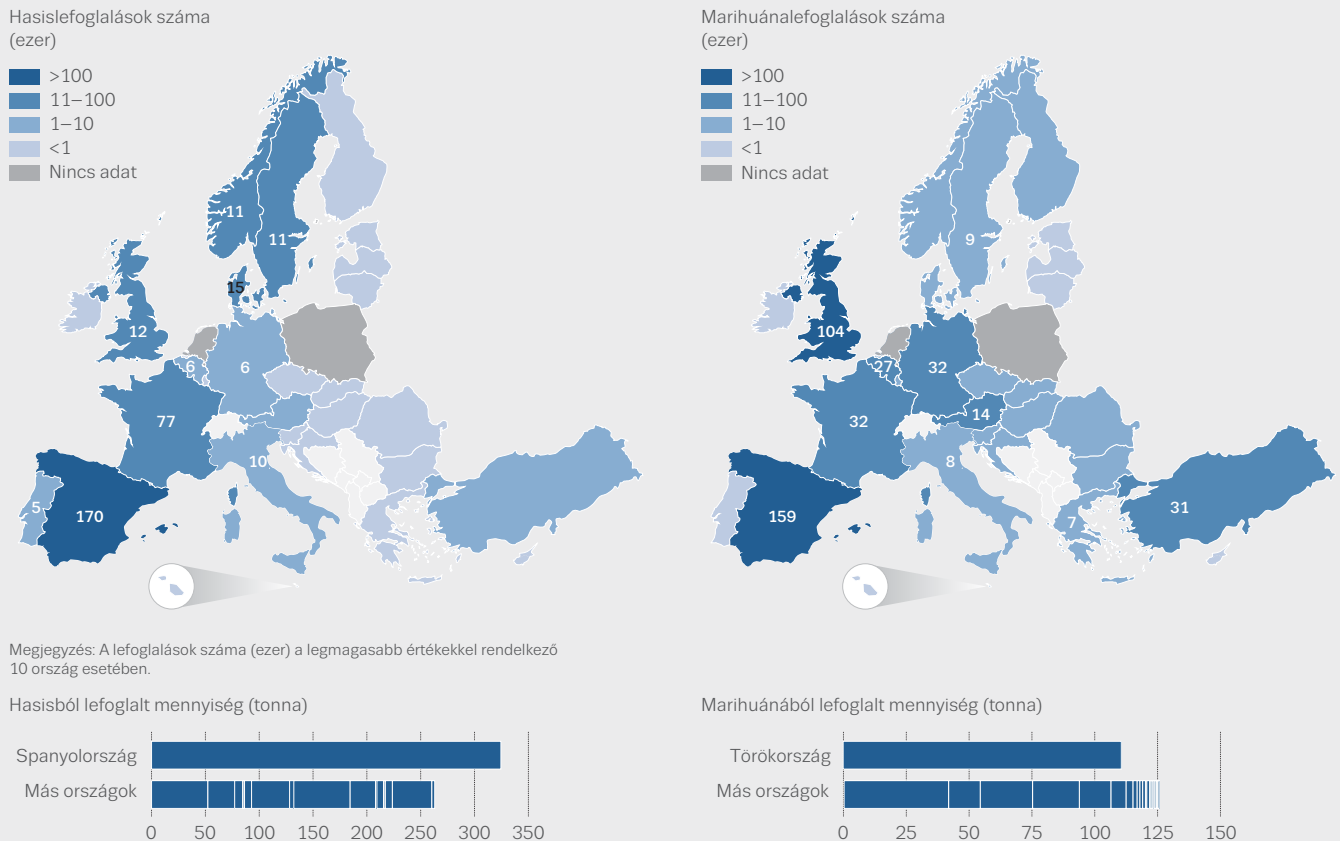 Hasislefoglalások száma
(ezer)
>100
11–100
1–10
<1
Nincs adat
11
11
15
12
6
6
77
10
5
170
Megjegyzés: A lefoglalások száma (ezer) a legmagasabb értékekkel rendelkező
10 ország esetében.
Marihuánalefoglalások száma
(ezer)
>100
11–100
1–10
<1
Nincs adat
9
104
27
32
32
14
8
159
31
7
Hasisból lefoglalt mennyiség (tonna)
Spanyolország
Más országok
0 50 100 150 200 250 300 350
Marihuánából lefoglalt mennyiség (tonna)
Törökország
Más országok
0 25 50 75 100 125 150